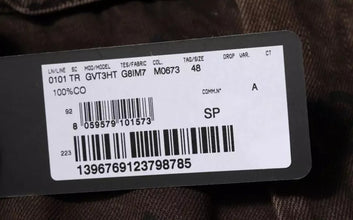 LN/LINE SC MOD/MODEL TES/FABRIC COL. TAG/SIZE DROP VAR. CT
0101 TR GVT3HT G8IM7 M0673 48
100%CO
COMM.N° A
92
8 059579 101573
SP
223
1396769123798785